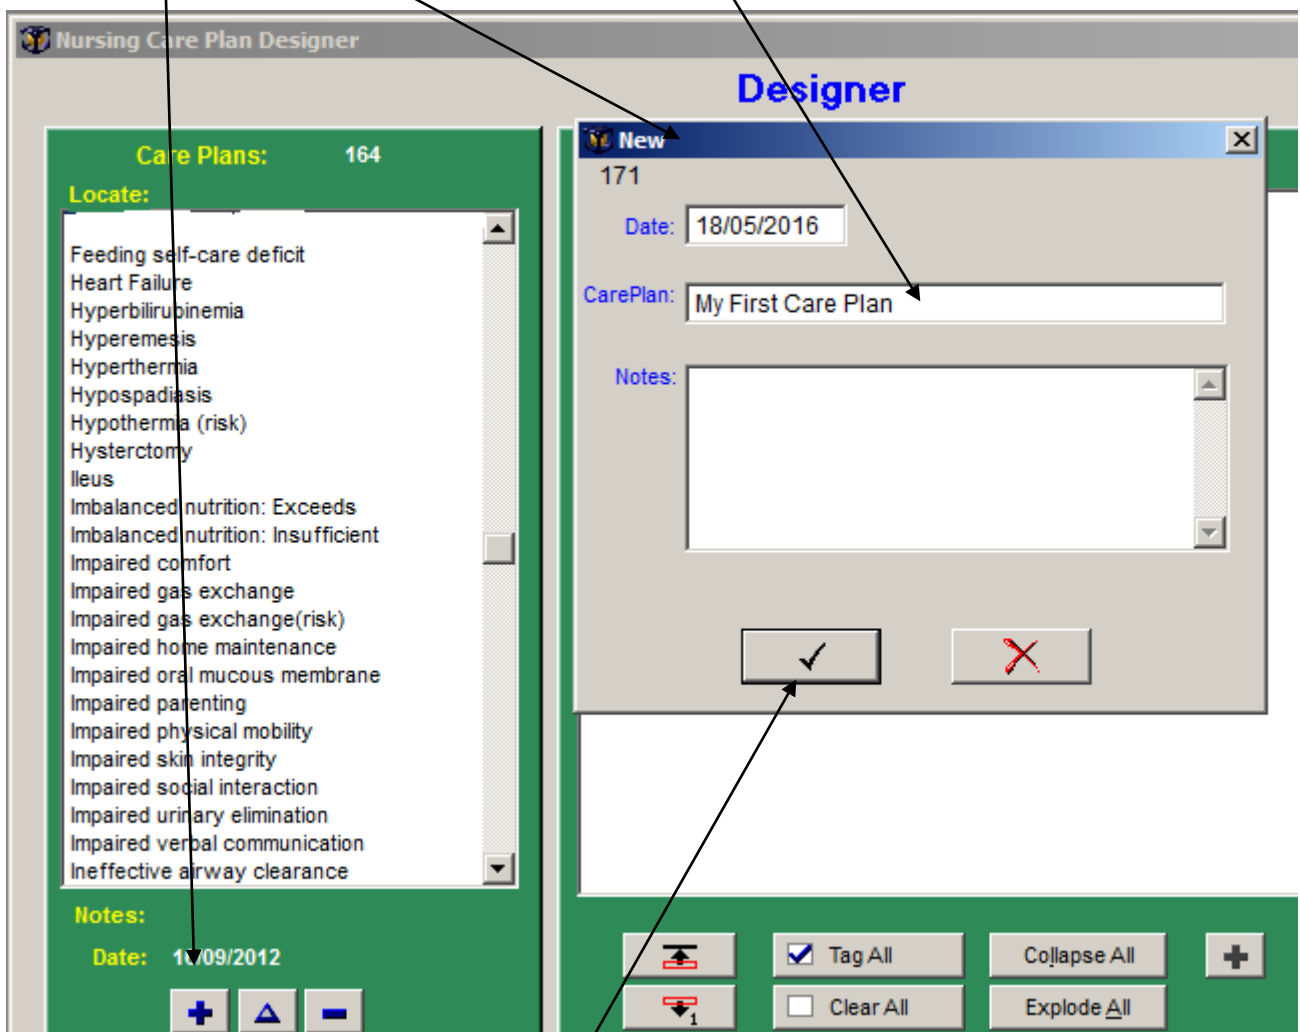 Nursing Care Plan Designer
Designer
Care Plans: 164
Locate:
Feeding self-care deficit
Heart Failure
Hyperbilirubinemia
Hyperemesis
Hyperthermia
Hypospadiasis
Hypothermia (risk)
Hysterctomy
Ileus
Imbalanced nutrition: Exceeds
Imbalanced nutrition: Insufficient
Impaired comfort
Impaired gas exchange
Impaired gas exchange(risk)
Impaired home maintenance
Impaired oral mucous membrane
Impaired parenting
Impaired physical mobility
Impaired skin integrity
Impaired social interaction
Impaired urinary elimination
Impaired verbal communication
Ineffective airway clearance
Notes:
Date:
New
171
Date: 18/05/2016
CarePlan: My First Care Plan
Notes:
Tag All
Collapse All
1
Clear All
Explode All